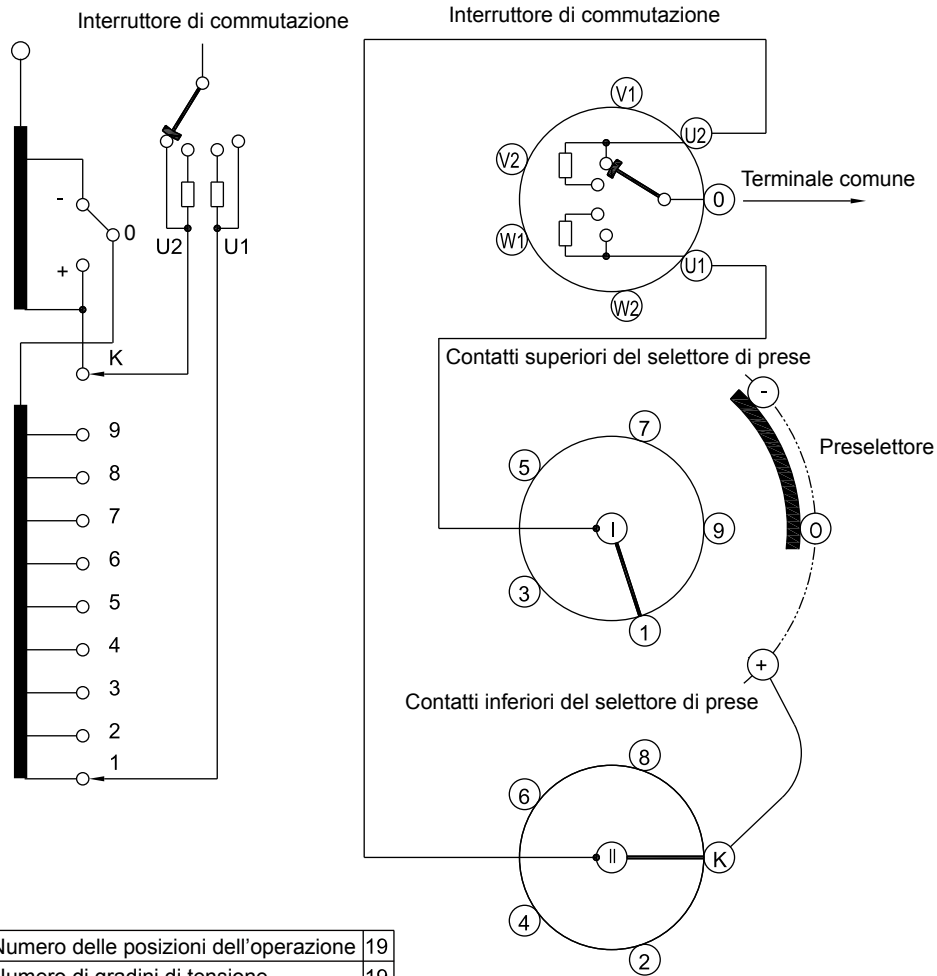 Interruttore di commutazione
Interruttore di commutazione
V1
U2
V2
0
Terminale comune
W1
U1
W2
-
0
+
U2 U1
K
9
8
7
6
5
4
3
2
1
Contatti superiori del selettore di prese
-
7
5
Preselettore
I
9
O
3
1
+
Contatti inferiori del selettore di prese
8
6
II
K
4
2
Numero delle posizioni dell'operazione 19
Numero di gradini di tensione 19